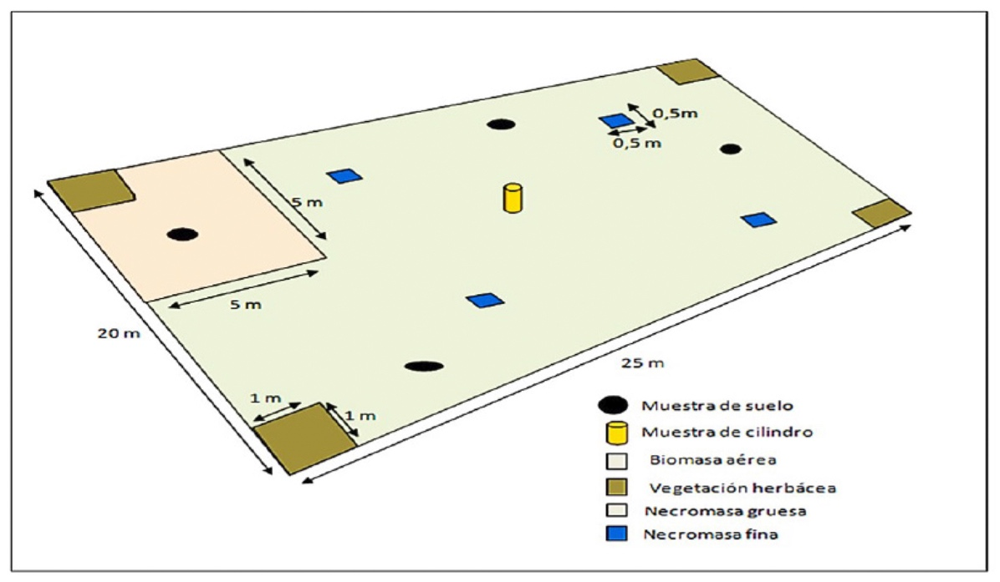 0,5m
0,5 m
5 m
5 m
20 m
25 m
1 m
1 m
Muestra de suelo
Muestra de cilindro
Biomasa aérea
Vegetación herbácea
Necromasa gruesa
Necromasa fina